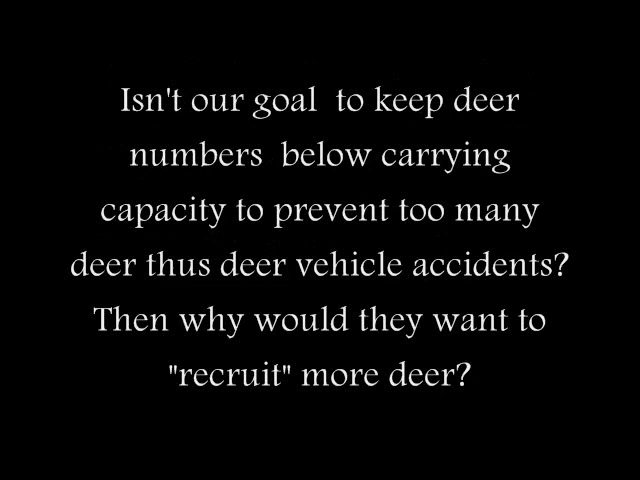 Isn't our goal  to keep deer
numbers  below carrying
capacity to prevent too many
deer thus deer vehicle accidents?
Then why would they want to
"recruit" more deer?